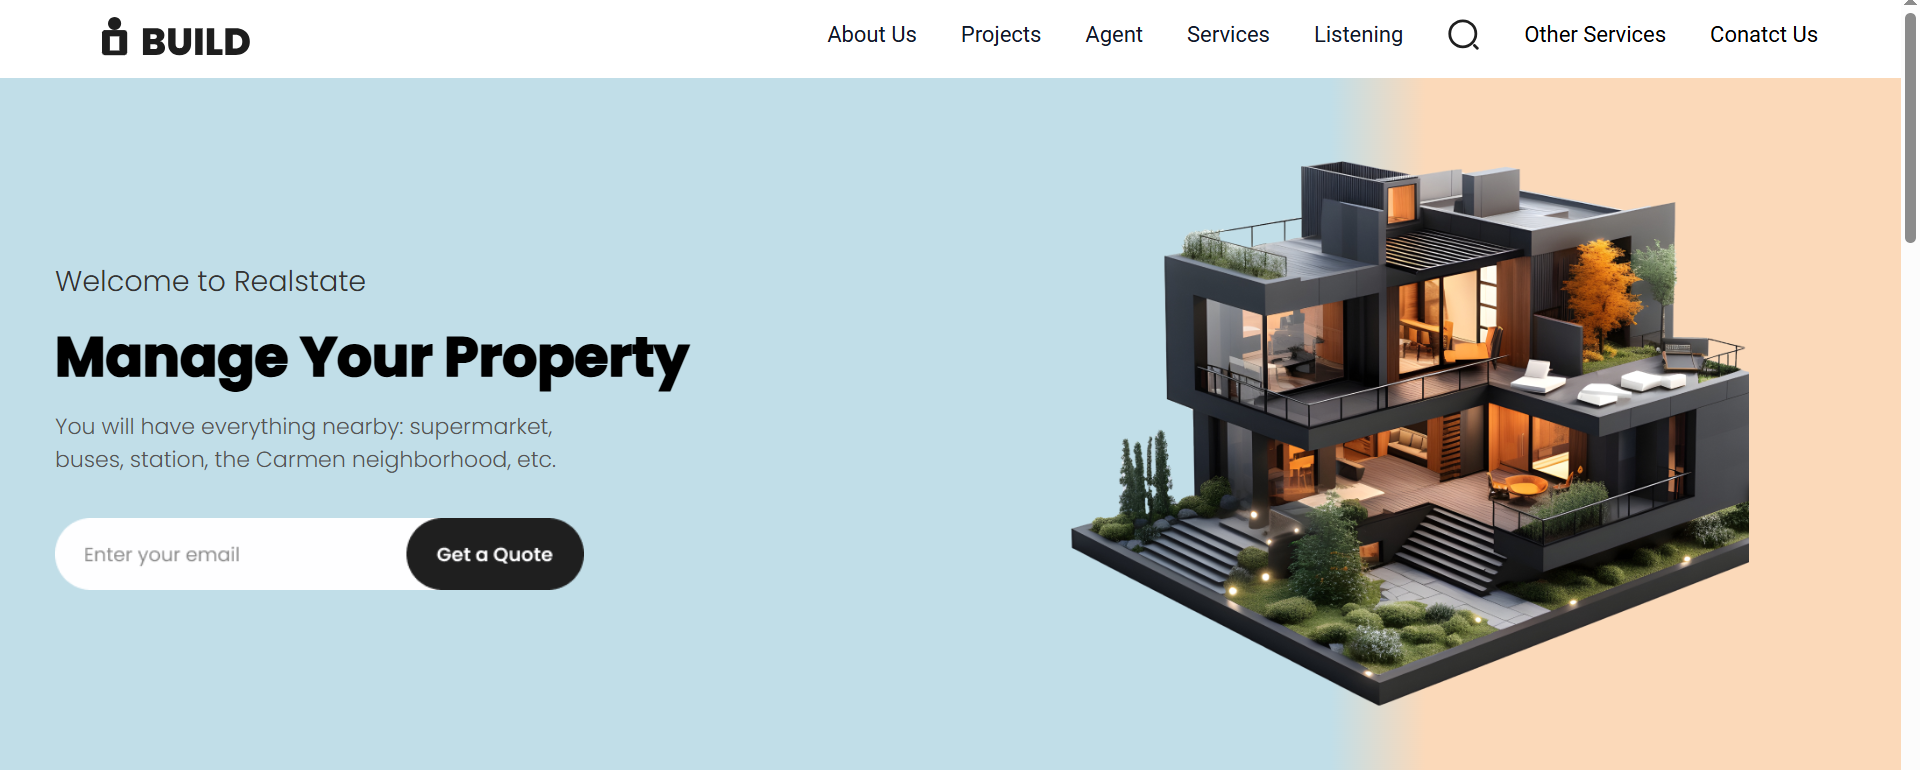 BUILD
About Us
Projects
Agent
Services
Listening
Other Services
Conatct Us
Welcome to Realstate
Manage Your Property
You will have everything nearby: supermarket,
buses, station, the Carmen neighborhood, etc.
Enter your email
Get a Quote